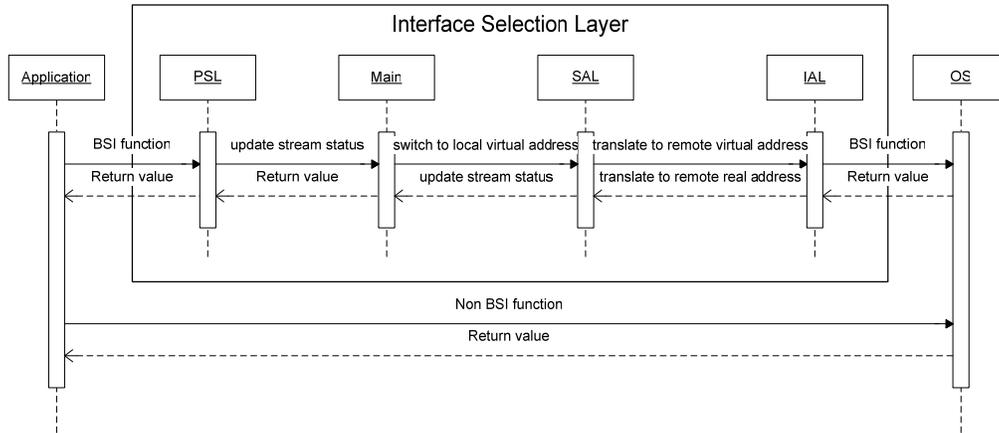 Interface Selection Layer
Application
PSL
Main
SAL
IAL
OS
BSI function
update stream status
switch to local virtual address
translate to remote virtual address
BSI function
Return value
Return value
update stream status
translate to remote real address
Return value
Non BSI function
Return value